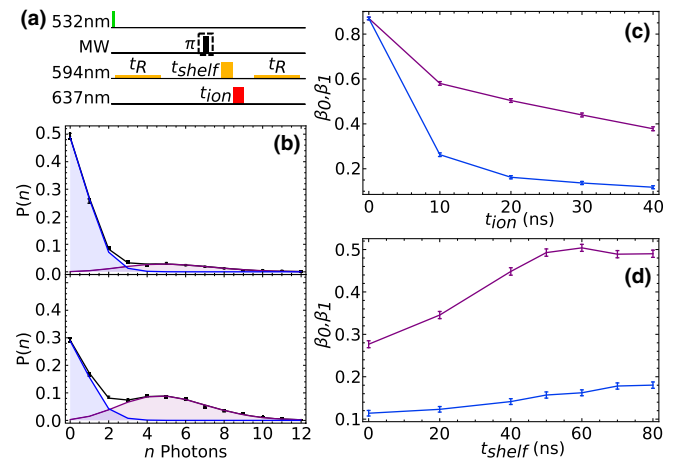 (a)
532nm
MW π
594nm t_R t_shelf t_R
637nm t_ion
(b)
0.5
0.4
0.3
0.2
0.1
0.0
P(n)
0.5
0.4
0.3
0.2
0.1
0.0
P(n)
0 2 4 6 8 10 12
n Photons
(c)
0.8
0.6
0.4
0.2
β0,β1
0 10 20 30 40
t_ion (ns)
(d)
0.5
0.4
0.3
0.2
0.1
β0,β1
0 20 40 60 80
t_shelf (ns)